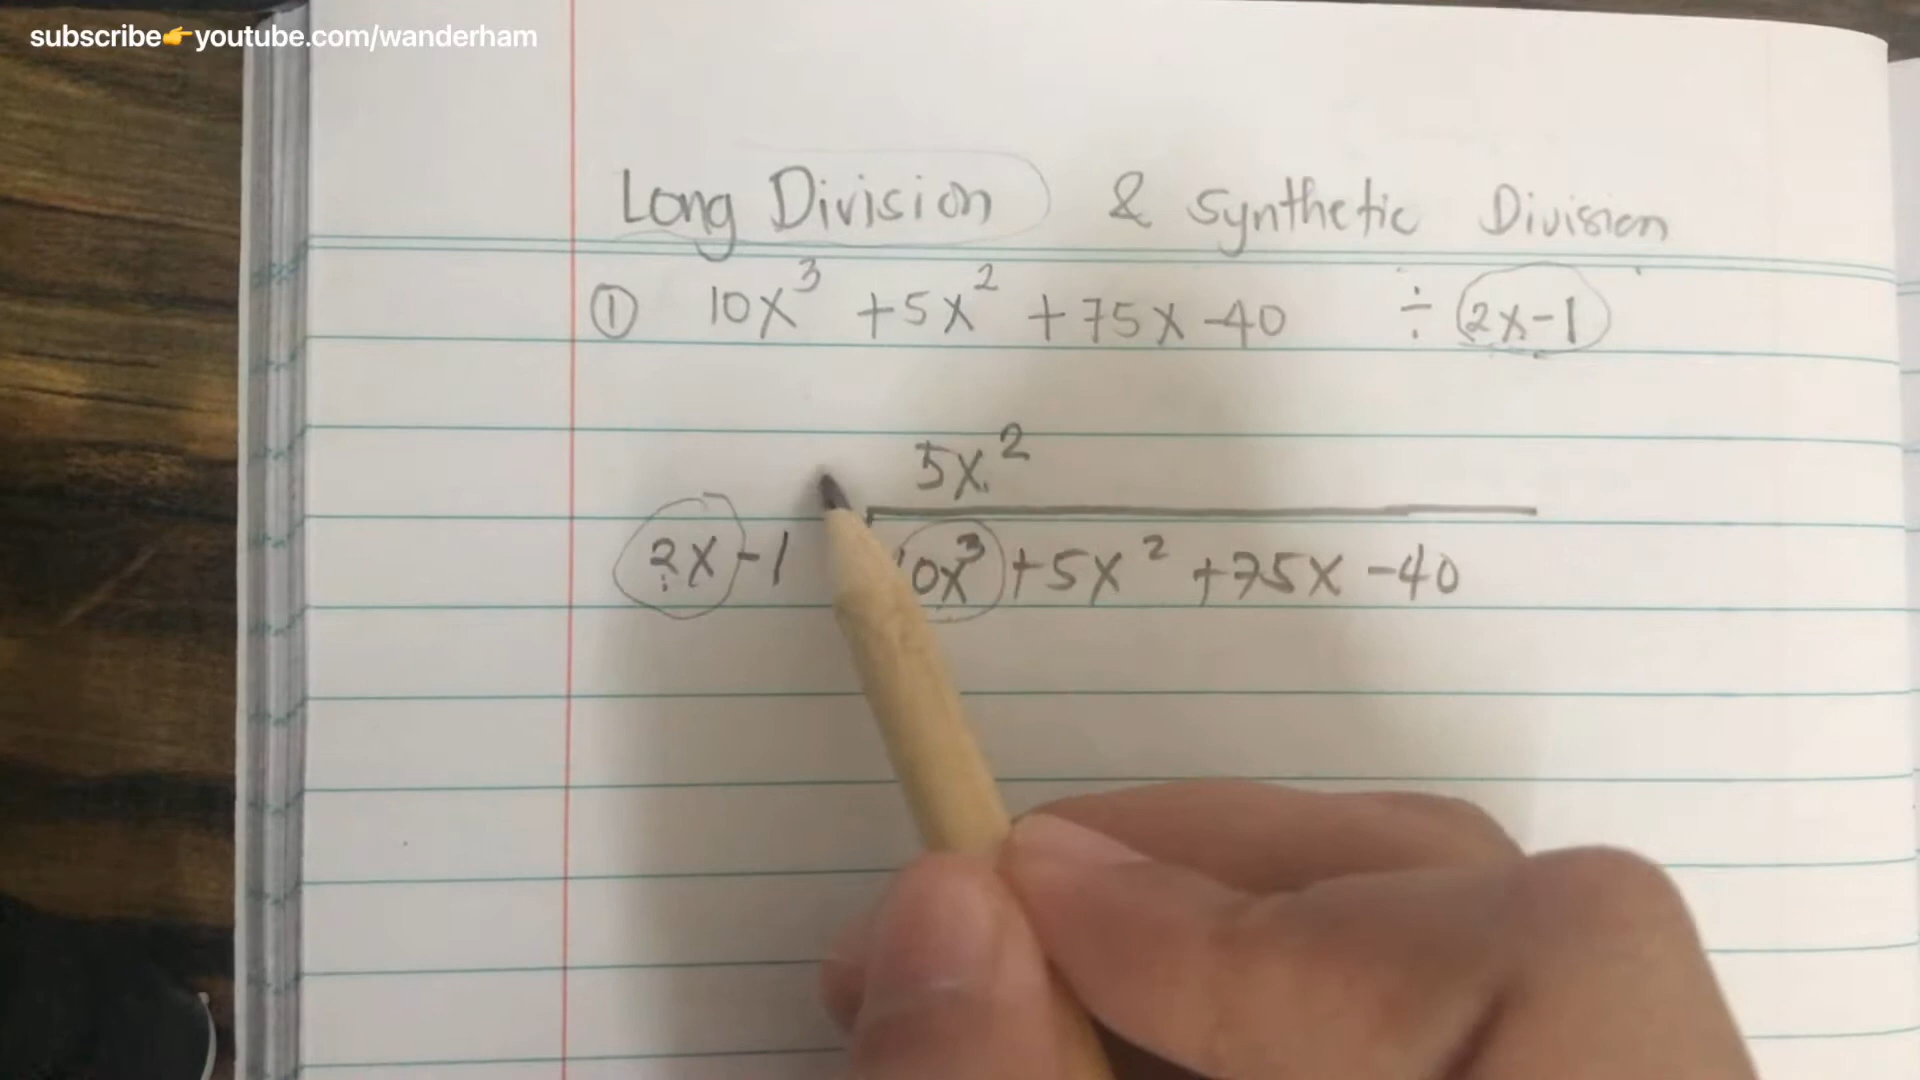 subscribe👉youtube.com/wanderham
Long Division & Synthetic Division
① 10x³ +5x² +75x -40 ÷ 2x-1
5x²
2x-1 10x³ +5x² +75x -40